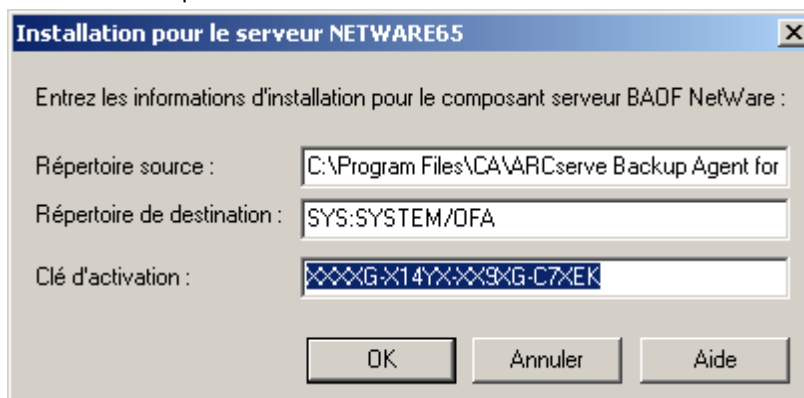 Installation pour le serveur NETWARE65
Entrez les informations d'installation pour le composant serveur BAOF NetWare :
Répertoire source :
C:\Program Files\CA\ARCserve Backup Agent for
Répertoire de destination :
SYS:SYSTEM/OFA
Clé d'activation :
XXXXG-X14YX-XX9XG-C7XEK
OK Annuler Aide